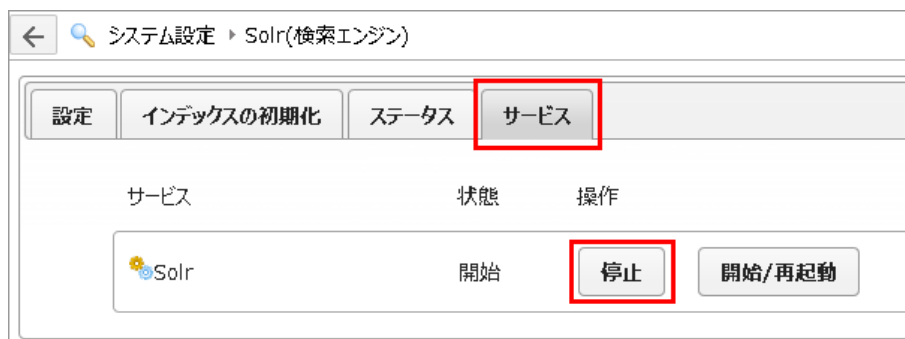 システム設定 ▸ Solr(検索エンジン)
設定 インデックスの初期化 ステータス サービス
サービス 状態 操作
Solr 開始 停止 開始/再起動